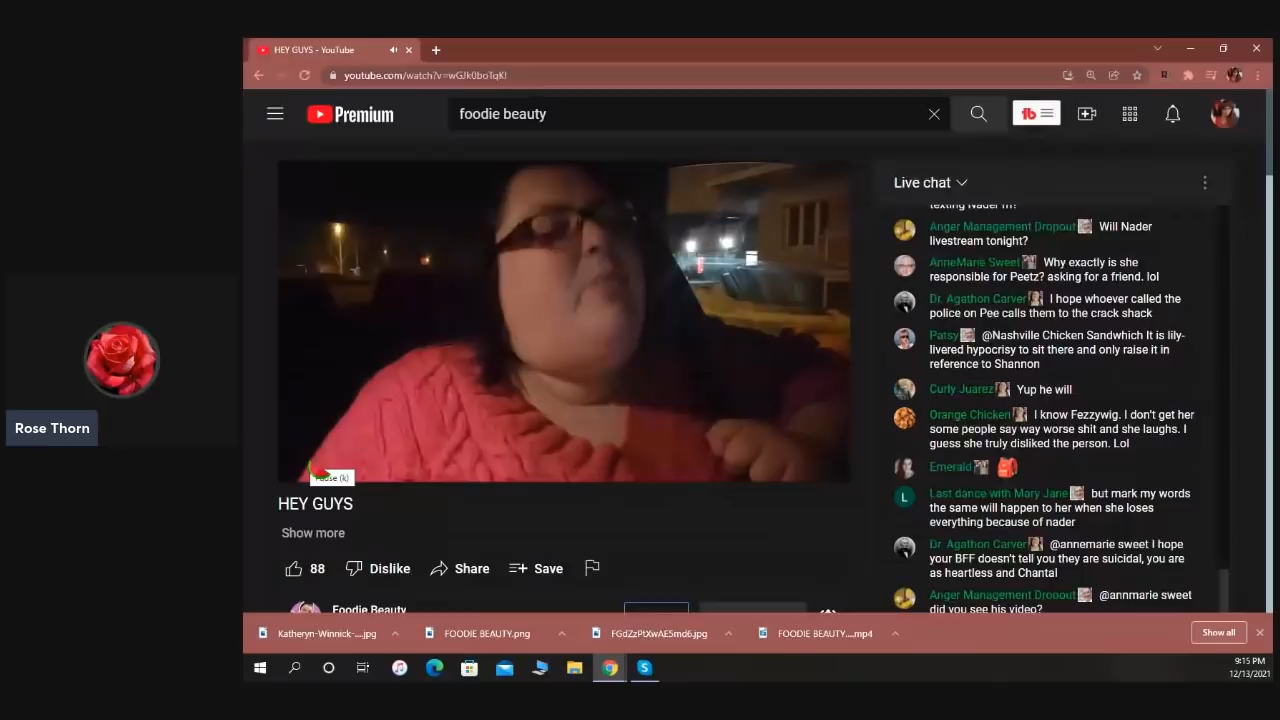 HEY GUYS - YouTube
youtube.com/watch?v=wGJk0boTqKI
Premium
foodie beauty
Live chat
texting Nader rn?
Anger Management Dropout Will Nader
livestream tonight?
AnneMarie Sweet Why exactly is she
responsible for Peetz? asking for a friend. lol
Dr. Agathon Carver I hope whoever called the
police on Pee calls them to the crack shack
Patsy @Nashville Chicken Sandwhich It is lily-
livered hypocrisy to sit there and only raise it in
reference to Shannon
Curly Juarez Yup he will
Orange Chicken I know Fezzywig. I don't get her
some people say way worse shit and she laughs. I
guess she truly disliked the person. Lol
Emerald
L
Last dance with Mary Jane but mark my words
the same will happen to her when she loses
everything because of nader
Dr. Agathon Carver @annemarie sweet I hope
your BFF doesn't tell you they are suicidal, you are
as heartless and Chantal
Anger Management Dropout @annmarie sweet
did you see his video?
Rose Thorn
Pause (k)
HEY GUYS
Show more
88 Dislike Share Save
Foodie Beauty
Katheryn-Winnick-....jpg
FOODIE BEAUTY.png
FGdZzPtXwAE5md6.jpg
FOODIE BEAUTY....mp4
Show all
9:15 PM
12/13/2021